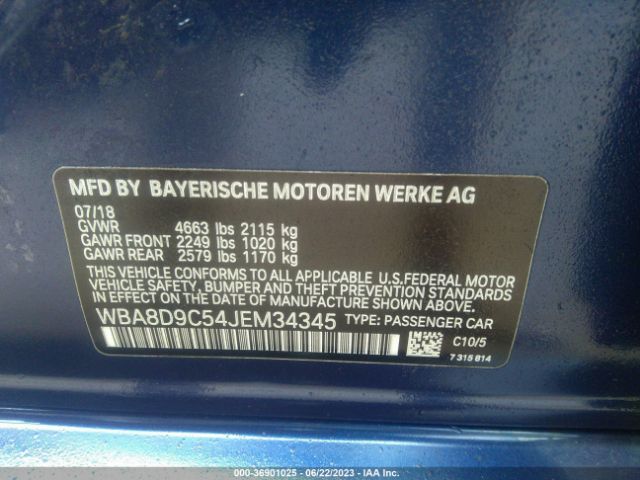 MFD BY BAYERISCHE MOTOREN WERKE AG
07/18
GVWR 4663 lbs 2115 kg
GAWR FRONT 2249 lbs 1020 kg
GAWR REAR 2579 lbs 1170 kg
THIS VEHICLE CONFORMS TO ALL APPLICABLE U.S.FEDERAL MOTOR
VEHICLE SAFETY, BUMPER, AND THEFT PREVENTION
STANDARDS IN EFFECT ON THE DATE OF MANUFACTURE SHOWN ABOVE.
WBA8D9C54JEM34345 TYPE: PASSENGER CAR
C10/5
7 315 814
000-36901025 - 06/22/2023 - IAA Inc.